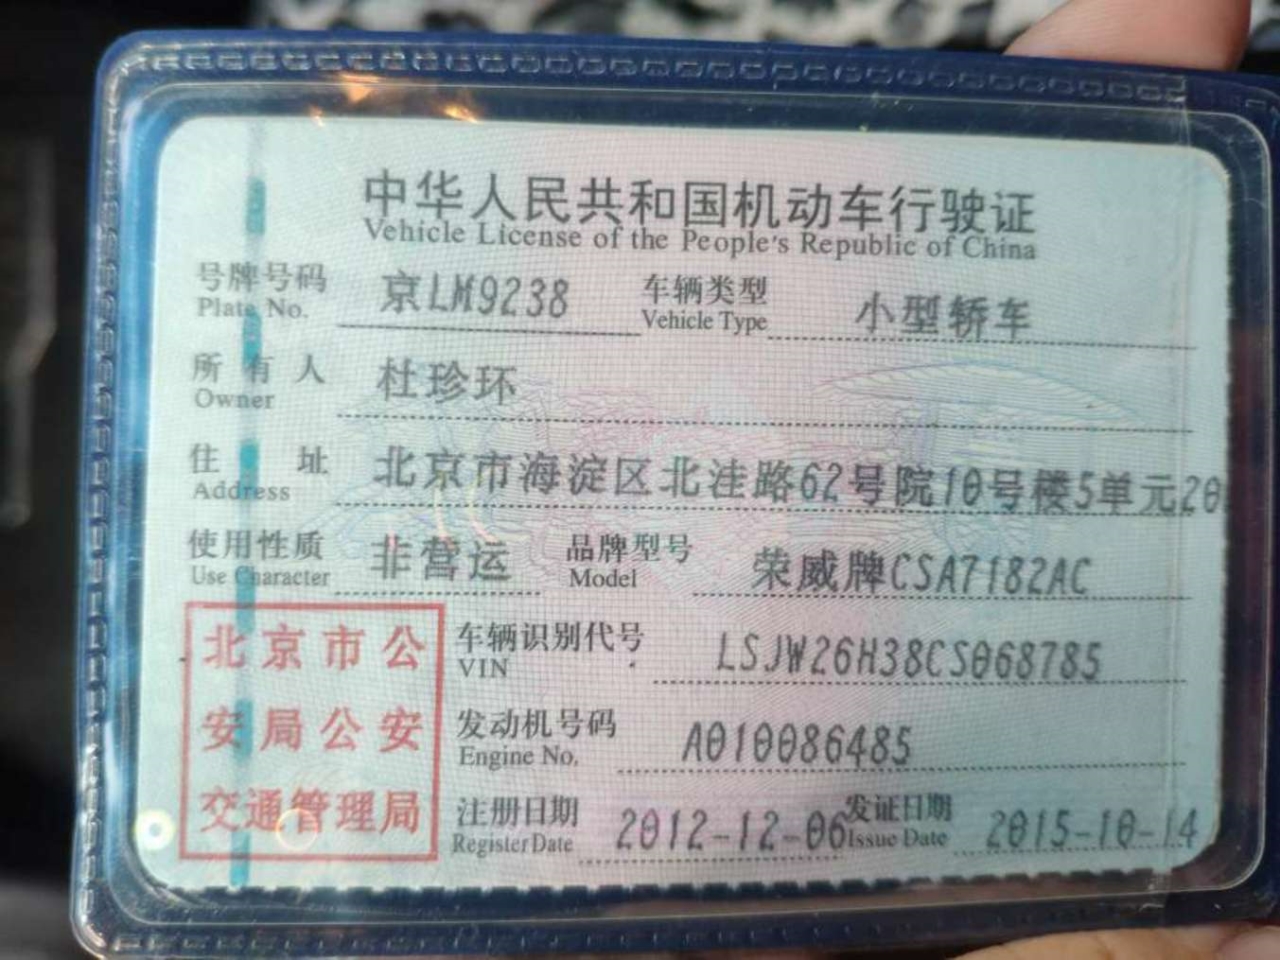 中华人民共和国机动车行驶证
Vehicle License of the People's Republic of China
号牌号码 京LM9238 车辆类型 小型轿车
Plate No. Vehicle Type
所有人 杜珍环
Owner
住址 北京市海淀区北洼路62号院10号楼5单元20
Address
使用性质 非营运 品牌型号 荣威牌CSA7182AC
Use Character Model
北京市公
安局公安
交通管理局
车辆识别代号 LSJW26H38CS068785
VIN
发动机号码 A010086485
Engine No.
注册日期 2012-12-06 发证日期 2015-10-14
Register Date Issue Date